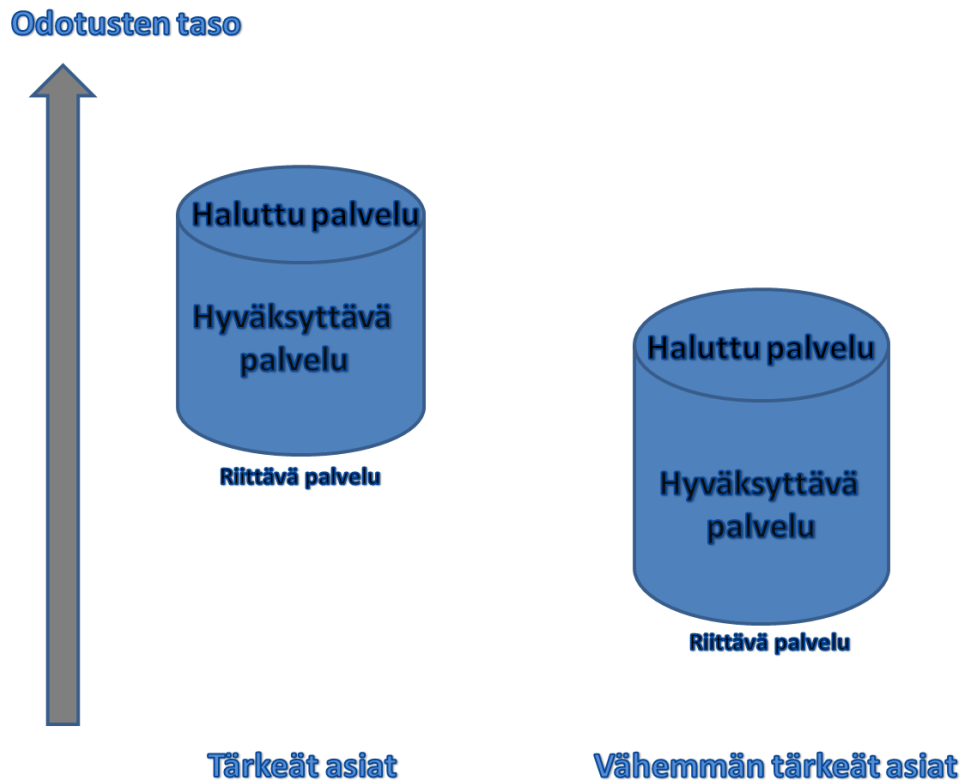 Odotusten taso
Haluttu palvelu
Hyväksyttävä
palvelu
Riittävä palvelu
Haluttu palvelu
Hyväksyttävä
palvelu
Riittävä palvelu
Tärkeät asiat
Vähemmän tärkeät asiat